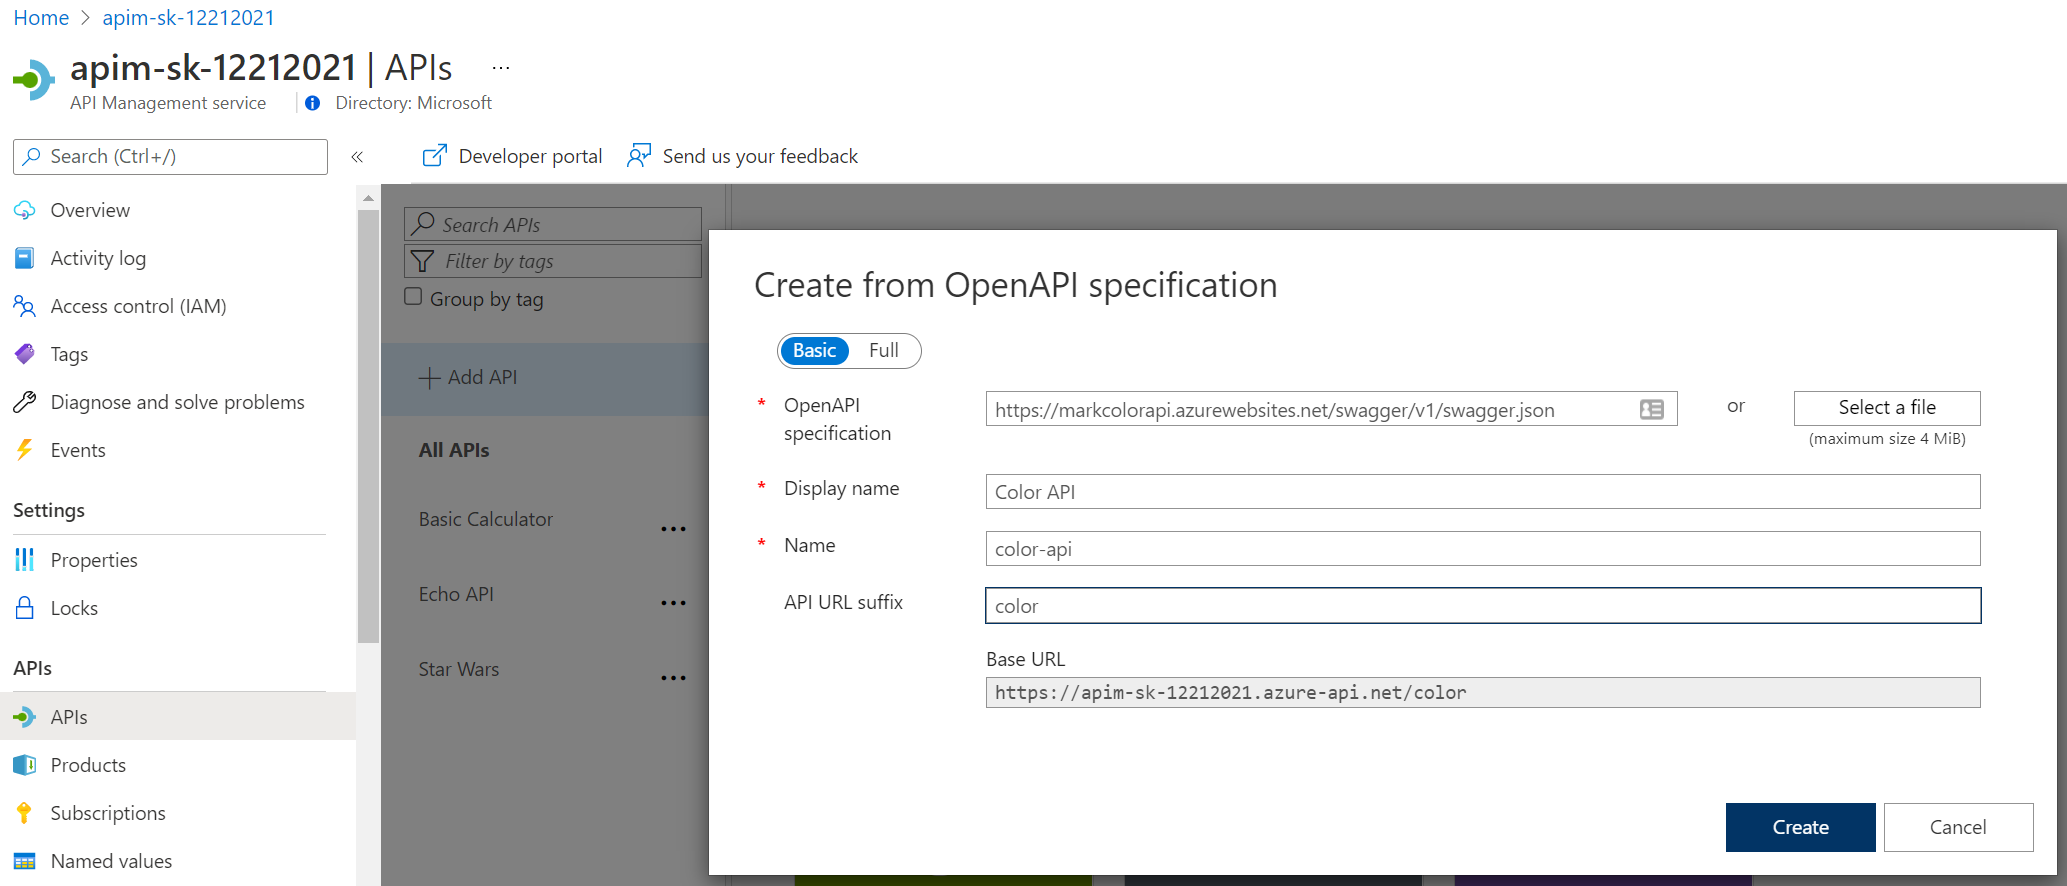 Home > apim-sk-12212021
apim-sk-12212021 | APIs ...
API Management service
Directory: Microsoft
Search (Ctrl+/)
«
Developer portal
Send us your feedback
Overview
Activity log
Access control (IAM)
Tags
Diagnose and solve problems
Events
Settings
Properties
Locks
APIs
APIs
Products
Subscriptions
Named values
Search APIs
Filter by tags
Group by tag
+ Add API
All APIs
Basic Calculator ...
Echo API ...
Star Wars ...
Create from OpenAPI specification
Basic Full
* OpenAPI
specification
https://markcolorapi.azurewebsites.net/swagger/v1/swagger.json
or
Select a file
(maximum size 4 MiB)
* Display name
Color API
* Name
color-api
API URL suffix
color
Base URL
https://apim-sk-12212021.azure-api.net/color
Create
Cancel